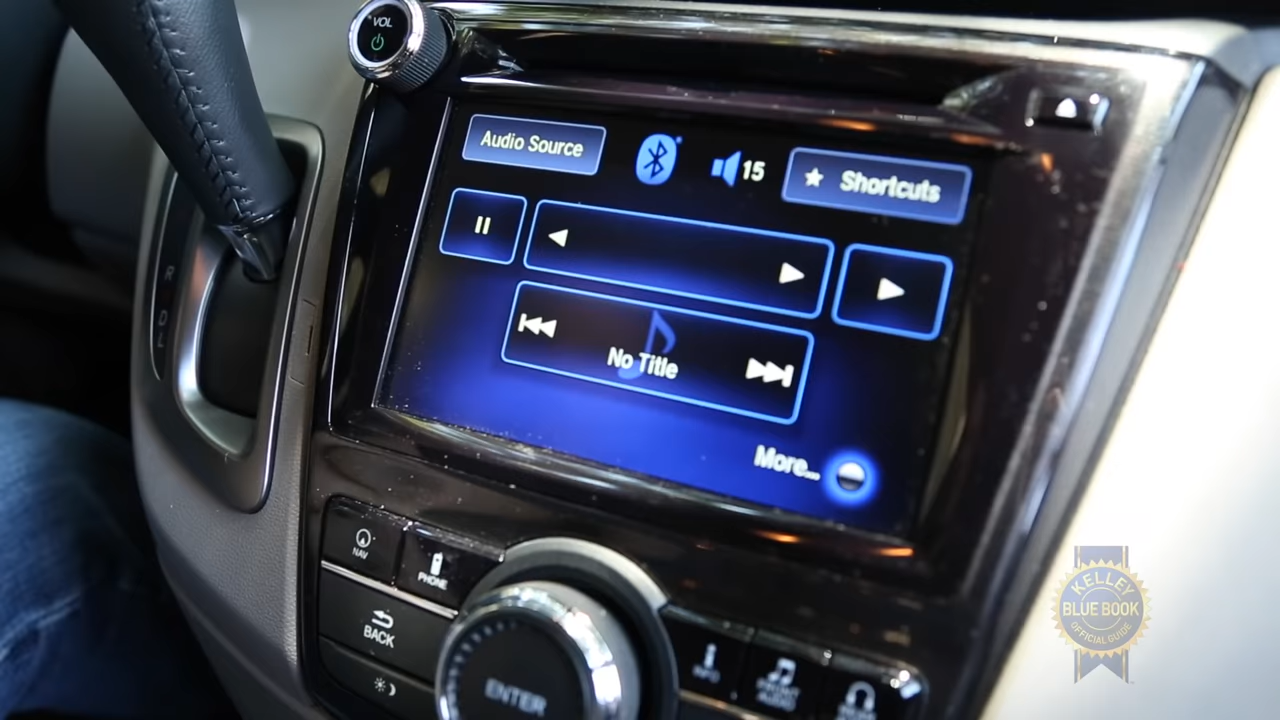 VOL
Audio Source
15
Shortcuts
No Title
More...
R
D
L
NAV
PHONE
BACK
ENTER
INFO
FRONT
AUDIO
KELLEY
BLUE BOOK
OFFICIAL GUIDE